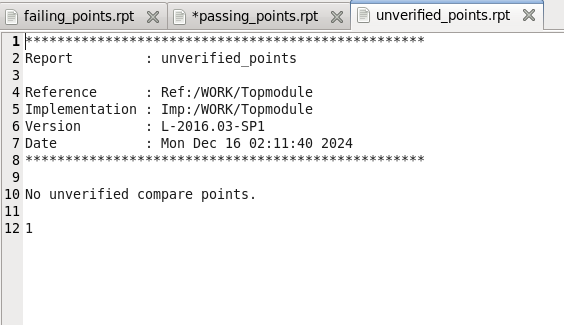 failing_points.rpt *passing_points.rpt unverified_points.rpt
1 **************************************************
2 Report         : unverified_points
3
4 Reference      : Ref:/WORK/Topmodule
5 Implementation : Imp:/WORK/Topmodule
6 Version        : L-2016.03-SP1
7 Date           : Mon Dec 16 02:11:40 2024
8 **************************************************
9
10 No unverified compare points.
11
12 1